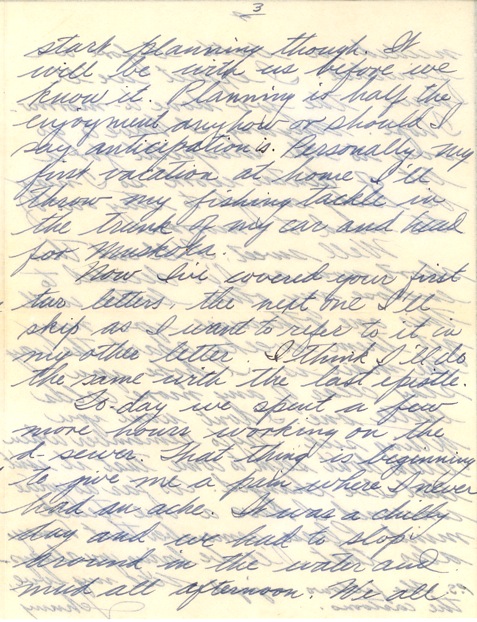 3
start planning though. It
will be with us before we
know it. Planning is half the
enjoyment anyhow or should I
say anticipation is. Personally, my
first vacation at home I'll
throw my fishing tackle in
the trunk of my car and head
for Muskoka.
Now I've covered your first
two letters, the next one I'll
skip as I want to refer to it in
my other letter. I think I'll do
the same with the last epistle.
To-day we spent a few
more hours working on the
d- sewer. That thing is beginning
to give me a pain where I never
had an ache. It was a chilly
day and we had to slop
around in the water and
mud all afternoon. We all